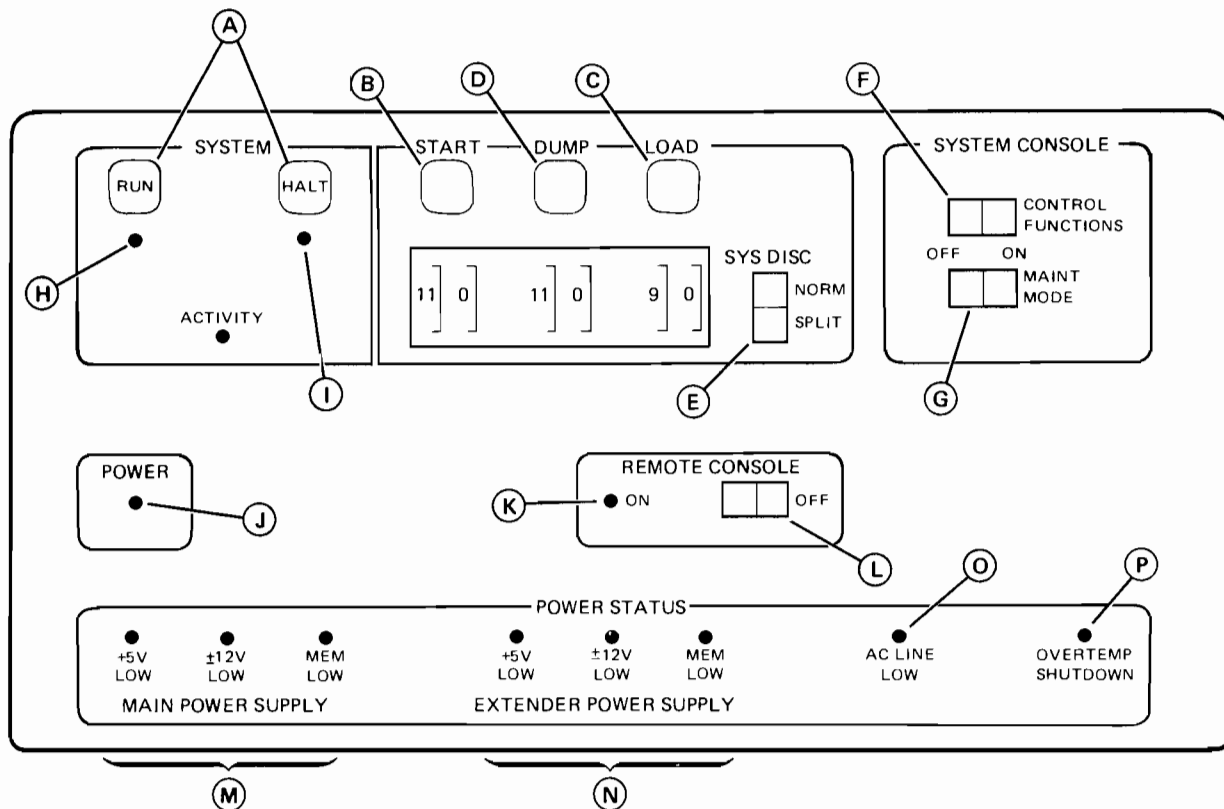 A
B
D
C
F
SYSTEM
START
DUMP
LOAD
SYSTEM CONSOLE
RUN
HALT
CONTROL
FUNCTIONS
H
11] 0] 11] 0] 9] 0]
SYS DISC
NORM
SPLIT
OFF ON
MAINT
MODE
ACTIVITY
I
E
G
POWER
J
REMOTE CONSOLE
K
ON
OFF
L
O
P
POWER STATUS
+5V
LOW
±12V
LOW
MEM
LOW
MAIN POWER SUPPLY
+5V
LOW
±12V
LOW
MEM
LOW
EXTENDER POWER SUPPLY
AC LINE
LOW
OVERTEMP
SHUTDOWN
M
N